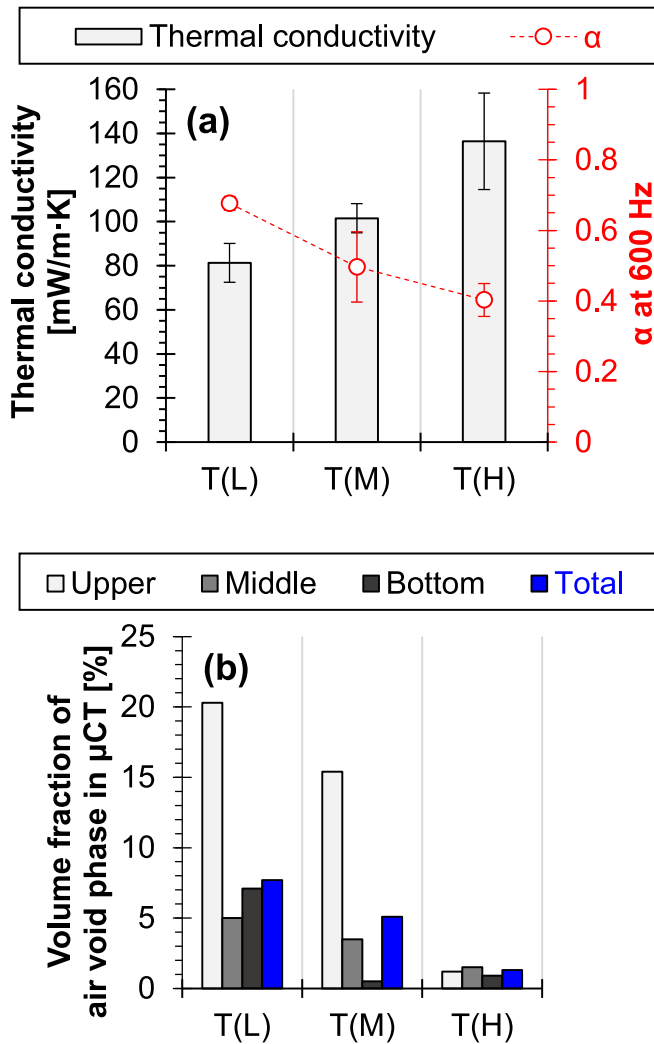 Thermal conductivity α
(a)
Thermal conductivity
[mW/m·K]
160
140
120
100
80
60
40
20
0
1
0.8
0.6
0.4
0.2
0
α at 600 Hz
T(L) T(M) T(H)
Upper Middle Bottom Total
(b)
Volume fraction of
air void phase in µCT [%]
25
20
15
10
5
0
T(L) T(M) T(H)